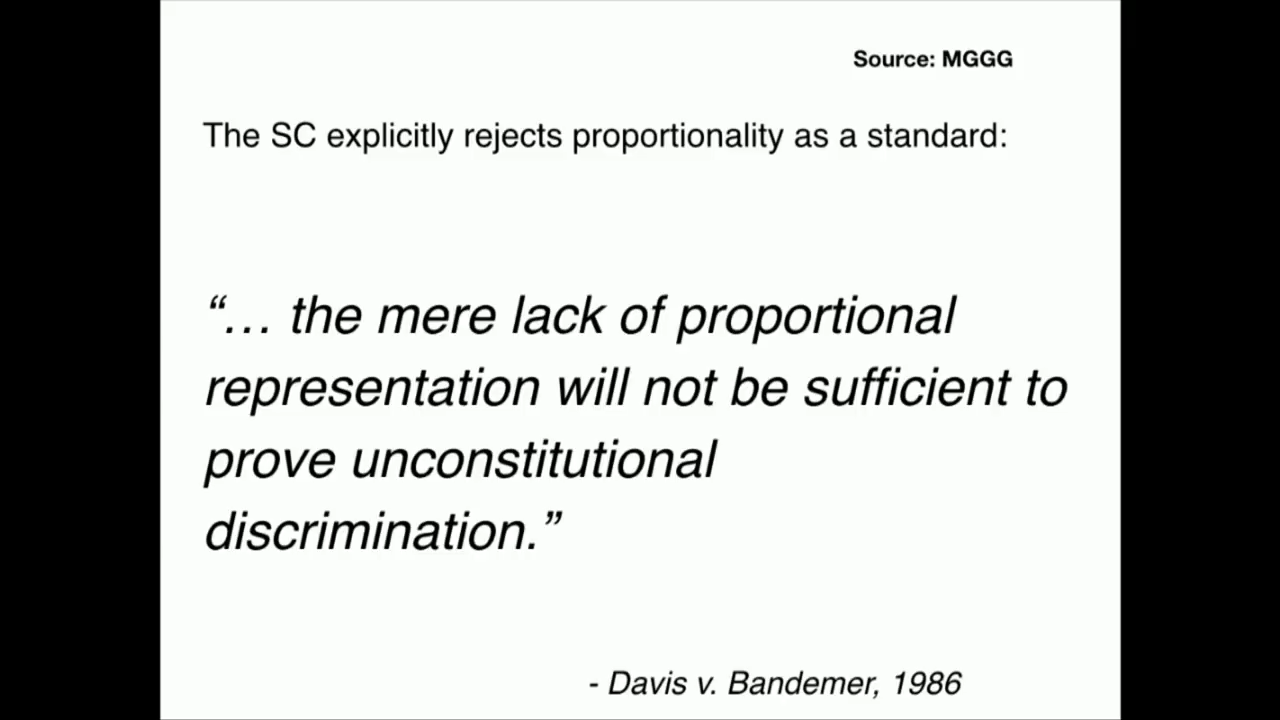 Source: MGGG
The SC explicitly rejects proportionality as a standard:
“… the mere lack of proportional
representation will not be sufficient to
prove unconstitutional
discrimination.”
- Davis v. Bandemer, 1986